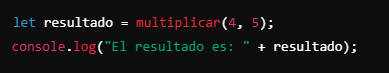 let resultado = multiplicar(4, 5);
console.log("El resultado es: " + resultado);